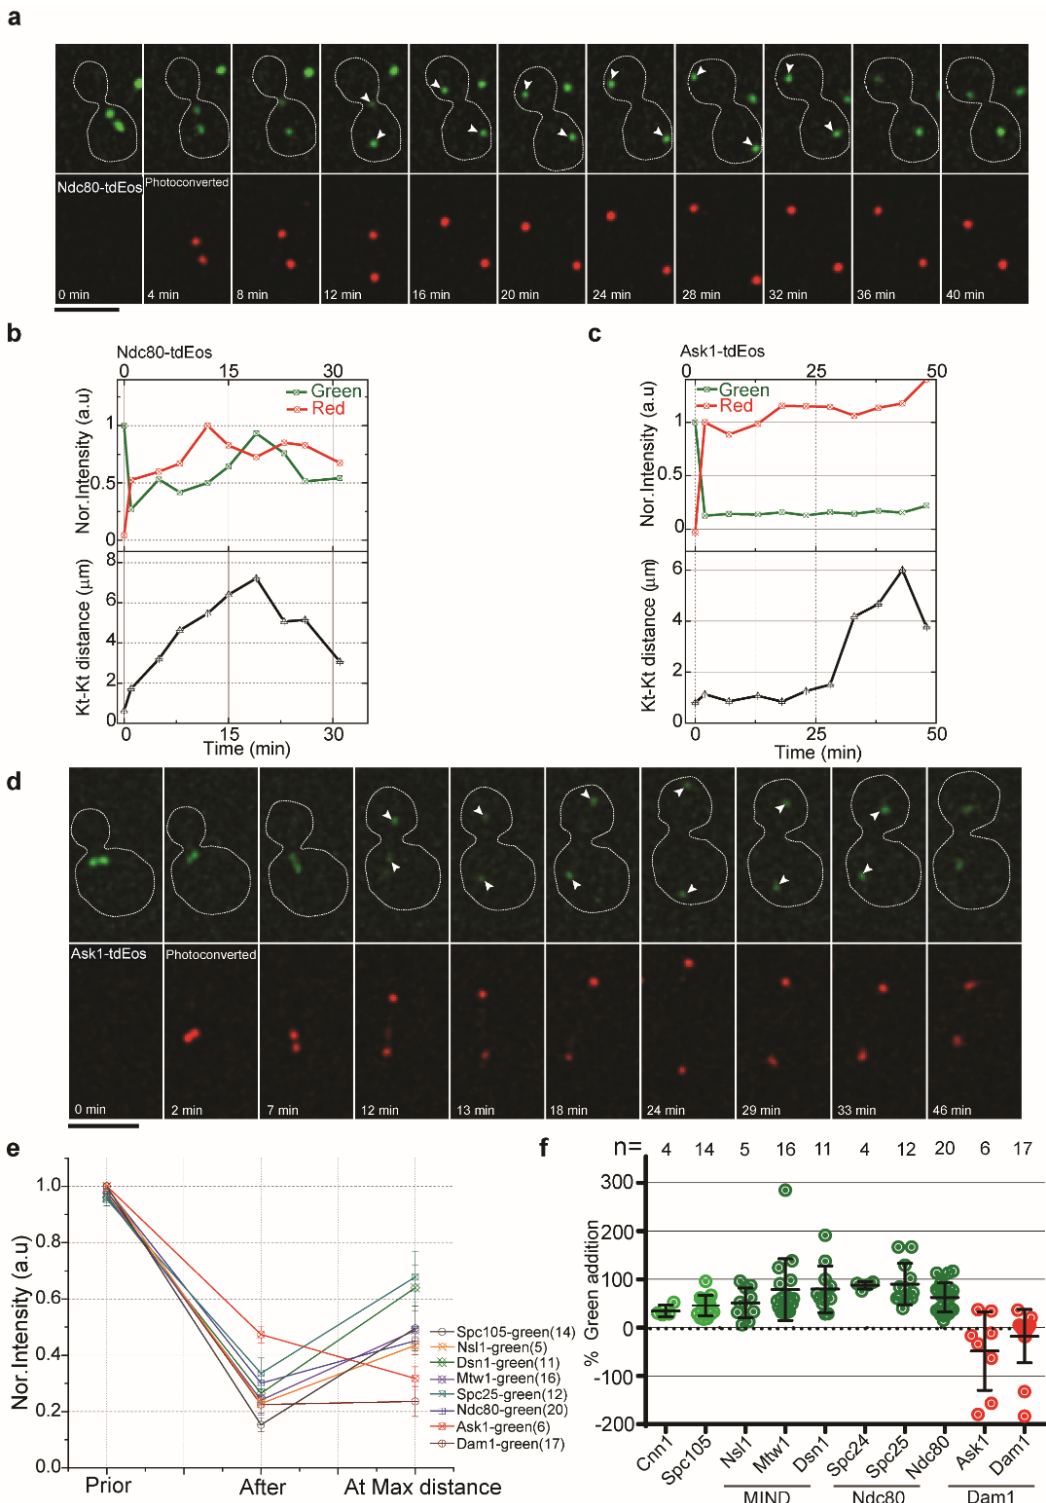 a
Ndc80-tdEos
Photoconverted
0 min
4 min
8 min
12 min
16 min
20 min
24 min
28 min
32 min
36 min
40 min
b
Ndc80-tdEos
0 15 30
Green
Red
Nor.Intensity (a.u)
1
0.5
0
Kt-Kt distance (µm)
8
6
4
2
0
0 15 30
Time (min)
c
Ask1-tdEos
0 25 50
Green
Red
Nor.Intensity (a.u)
1
0.5
0
Kt-Kt distance (µm)
6
4
2
0
0 25 50
Time (min)
d
Ask1-tdEos
Photoconverted
0 min
2 min
7 min
12 min
13 min
18 min
24 min
29 min
33 min
46 min
e
Nor.Intensity (a.u)
1.0
0.8
0.6
0.4
0.2
0.0
Prior
After
At Max distance
Spc105-green(14)
Nsl1-green(5)
Dsn1-green(11)
Mtw1-green(16)
Spc25-green(12)
Ndc80-green(20)
Ask1-green(6)
Dam1-green(17)
f
n= 4 14 5 16 11 4 12 20 6 17
% Green addition
300
200
100
0
-100
-200
Cnn1
Spc105
Nsl1
Mtw1
Dsn1
Spc24
Spc25
Ndc80
Ask1
Dam1
MIND
Ndc80
Dam1